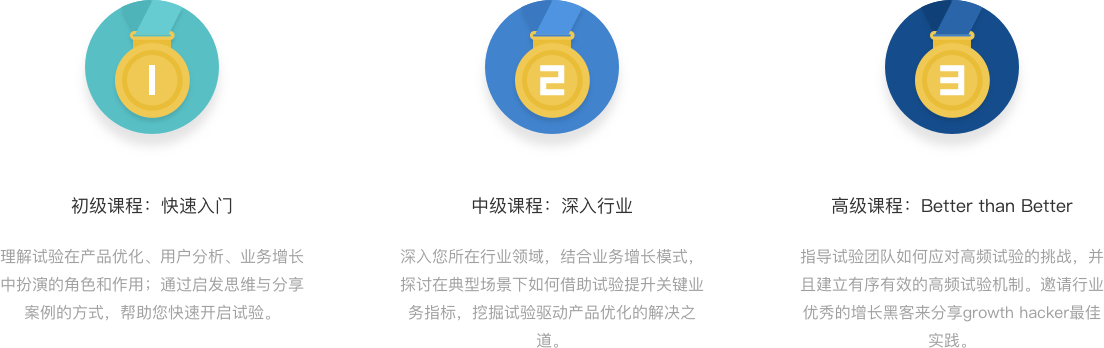 1
初级课程：快速入门
理解试验在产品优化、用户分析、业务增长
中扮演的角色和作用；通过启发思维与分享
案例的方式，帮助您快速开启试验。
2
中级课程：深入行业
深入您所在行业领域，结合业务增长模式，
探讨在典型场景下如何借助试验提升关键业
务指标，挖掘试验驱动产品优化的解决之
道。
3
高级课程：Better than Better
指导试验团队如何应对高频试验的挑战，并
且建立有序有效的高频试验机制。邀请行业
优秀的增长黑客来分享growth hacker最佳
实践。